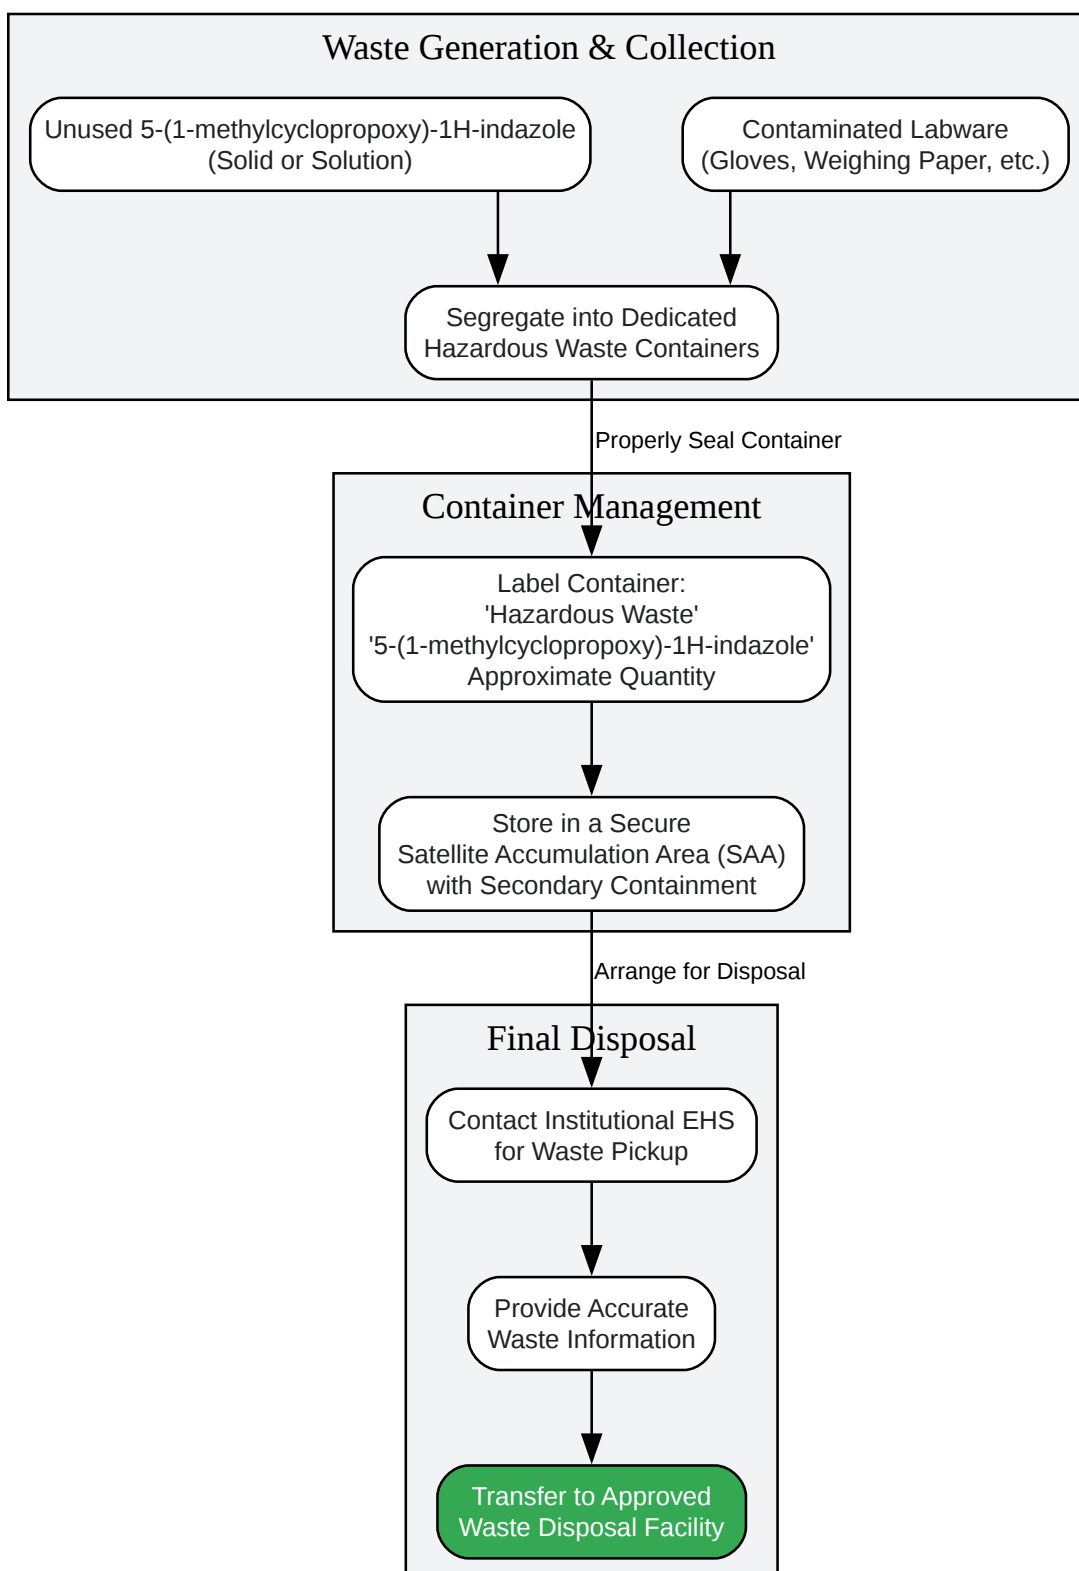 Waste Generation & Collection
Unused 5-(1-methylcyclopropoxy)-1H-indazole
(Solid or Solution)
Contaminated Labware
(Gloves, Weighing Paper, etc.)
Segregate into Dedicated
Hazardous Waste Containers
Properly Seal Container
Container Management
Label Container:
'Hazardous Waste'
'5-(1-methylcyclopropoxy)-1H-indazole'
Approximate Quantity
Store in a Secure
Satellite Accumulation Area (SAA)
with Secondary Containment
Arrange for Disposal
Final Disposal
Contact Institutional EHS
for Waste Pickup
Provide Accurate
Waste Information
Transfer to Approved
Waste Disposal Facility